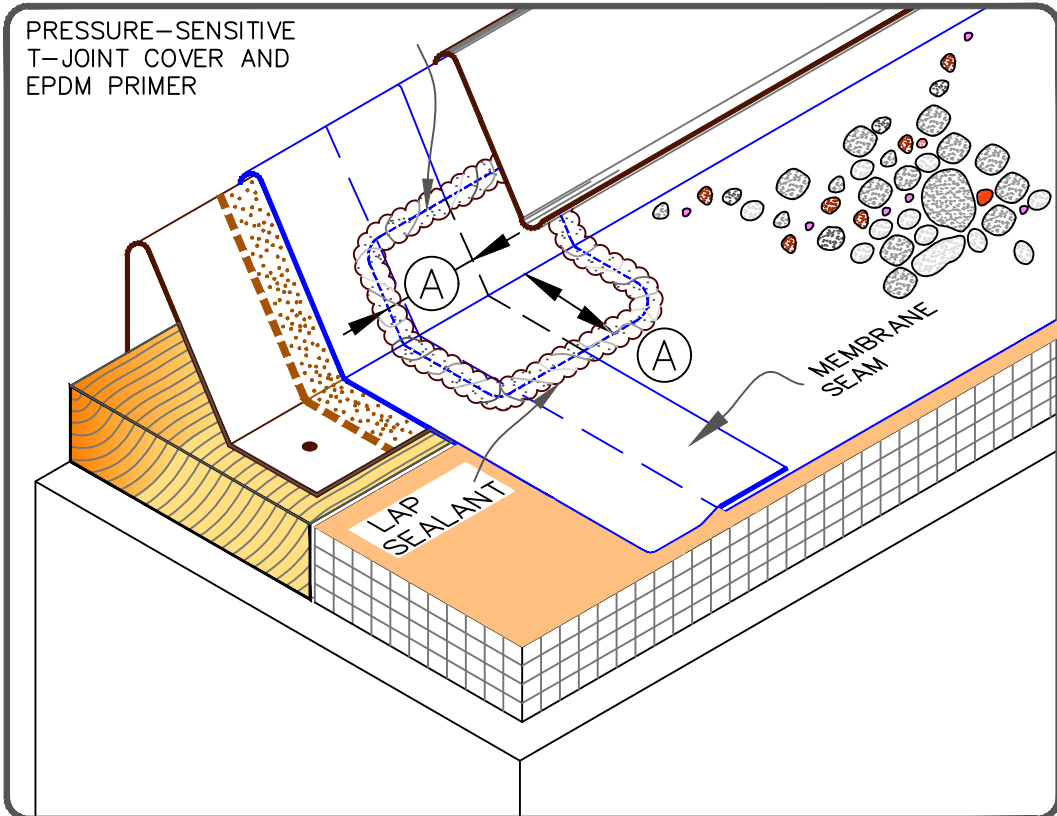 PRESSURE-SENSITIVE
T-JOINT COVER AND
EPDM PRIMER
A
A
MEMBRANE
SEAM
LAP
SEALANT